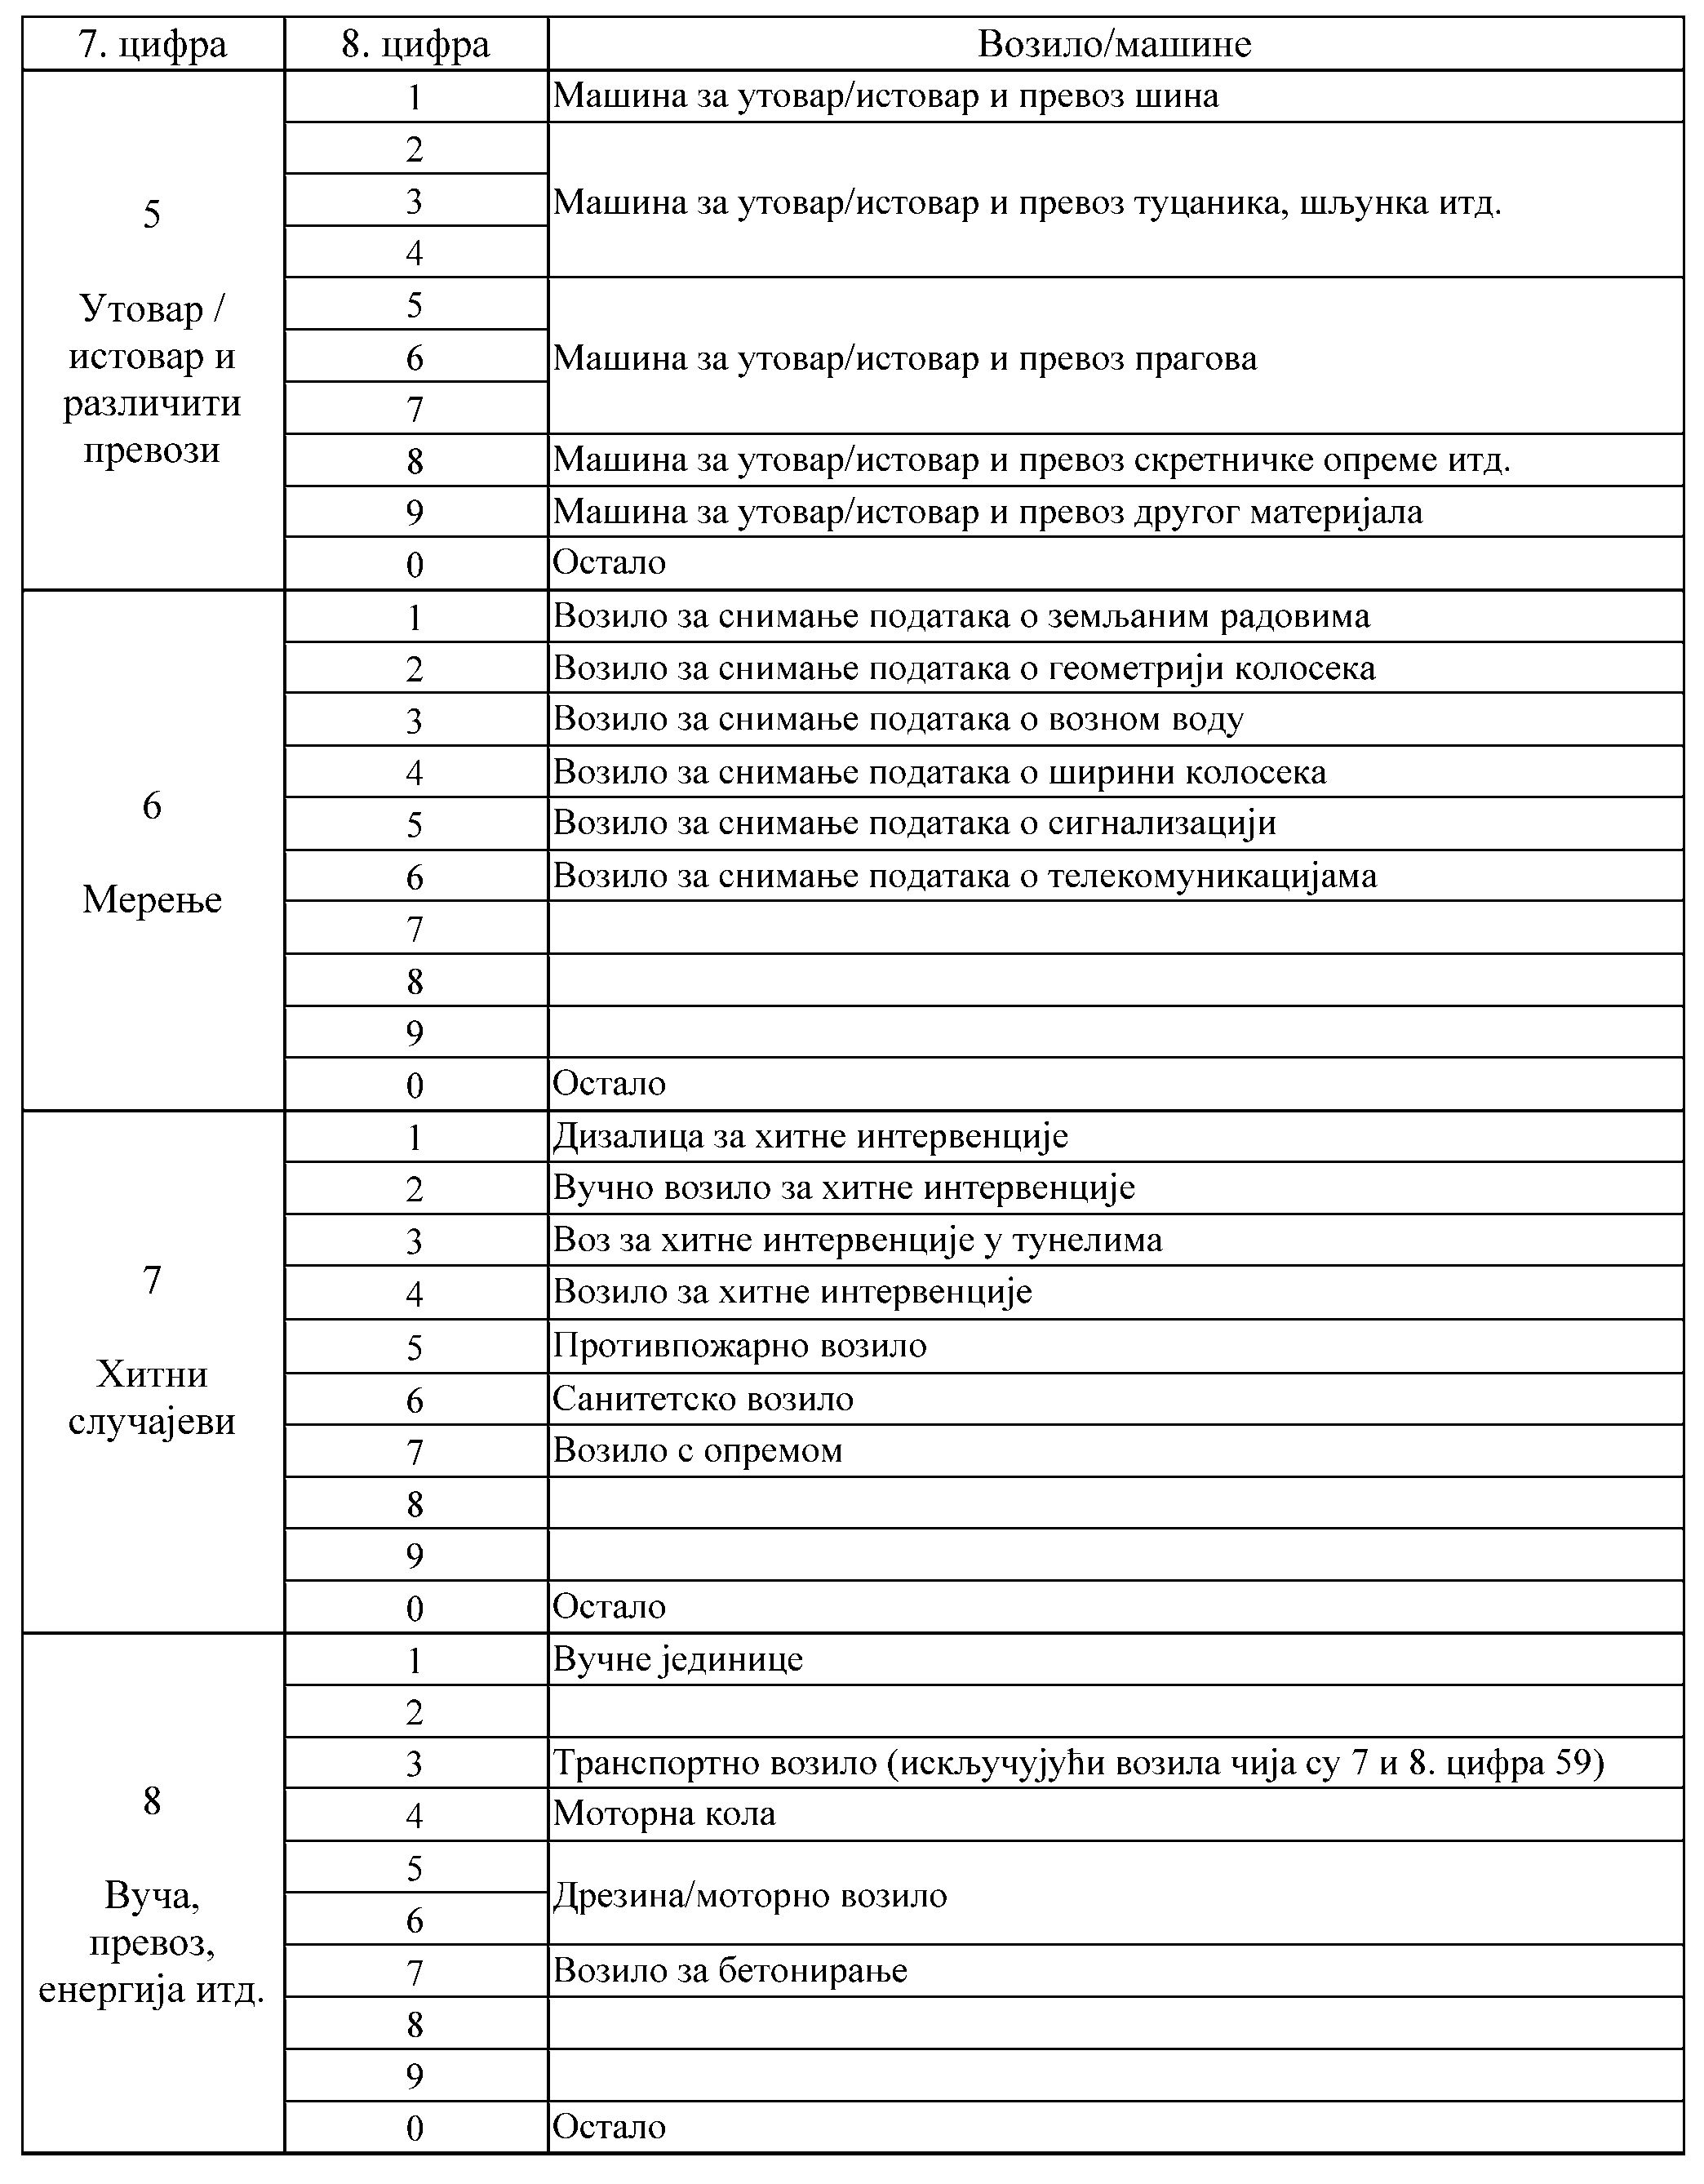 7. цифра 8. цифра Возило/машине
5
Утовар /
истовар и
различити
превози
1 Машина за утовар/истовар и превоз шина
2
3 Машина за утовар/истовар и превоз туцаника, шљунка итд.
4
5
6 Машина за утовар/истовар и превоз прагова
7
8 Машина за утовар/истовар и превоз скретничке опреме итд.
9 Машина за утовар/истовар и превоз другог материјала
0 Остало
6
Мерење
1 Возило за снимање података о земљаним радовима
2 Возило за снимање података о геометрији колосека
3 Возило за снимање података о возном воду
4 Возило за снимање података о ширини колосека
5 Возило за снимање података о сигнализацији
6 Возило за снимање података о телекомуникацијама
7
8
9
0 Остало
7
Хитни
случајеви
1 Дизалица за хитне интервенције
2 Вучно возило за хитне интервенције
3 Воз за хитне интервенције у тунелима
4 Возило за хитне интервенције
5 Противпожарно возило
6 Санитетско возило
7 Возило с опремом
8
9
0 Остало
8
Вуча,
превоз,
енергија итд.
1 Вучне јединице
2
3 Транспортно возило (искључујући возила чија су 7 и 8. цифра 59)
4 Моторна кола
5
Дрезина/моторно возило
6
7 Возило за бетонирање
8
9
0 Остало